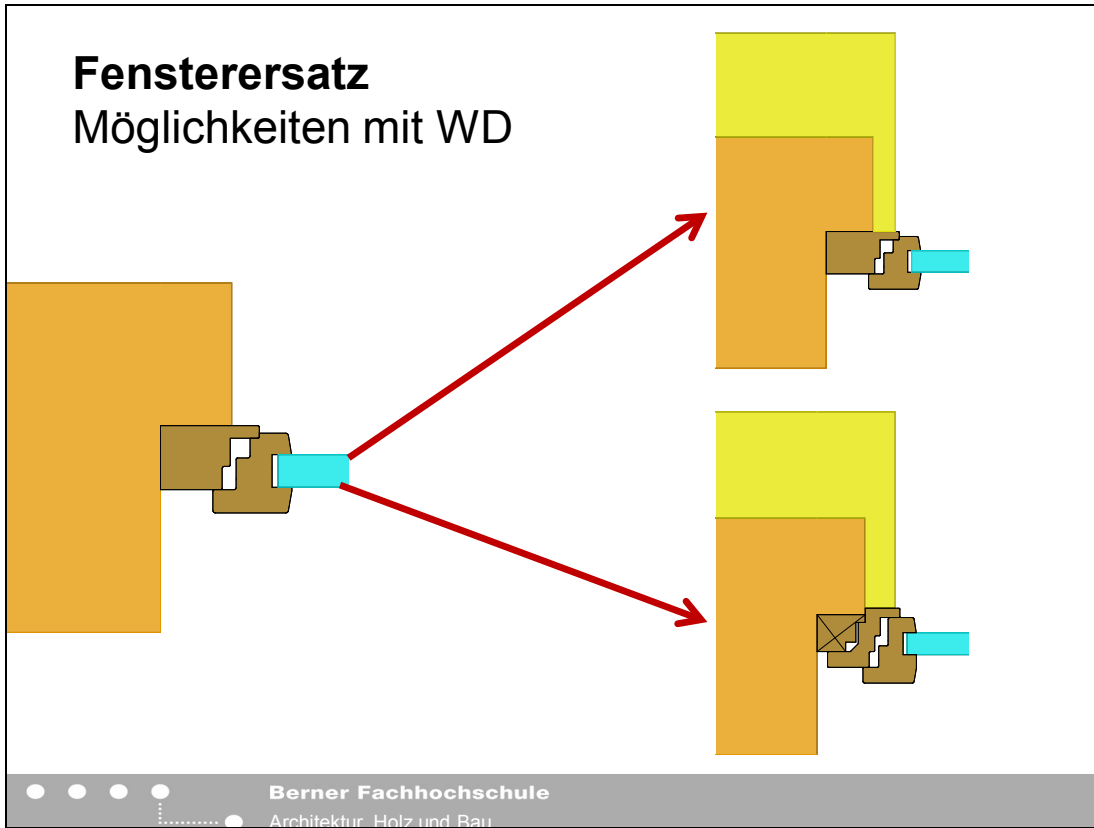 Fensterersatz
Möglichkeiten mit WD
Berner Fachhochschule
Architektur, Holz und Bau